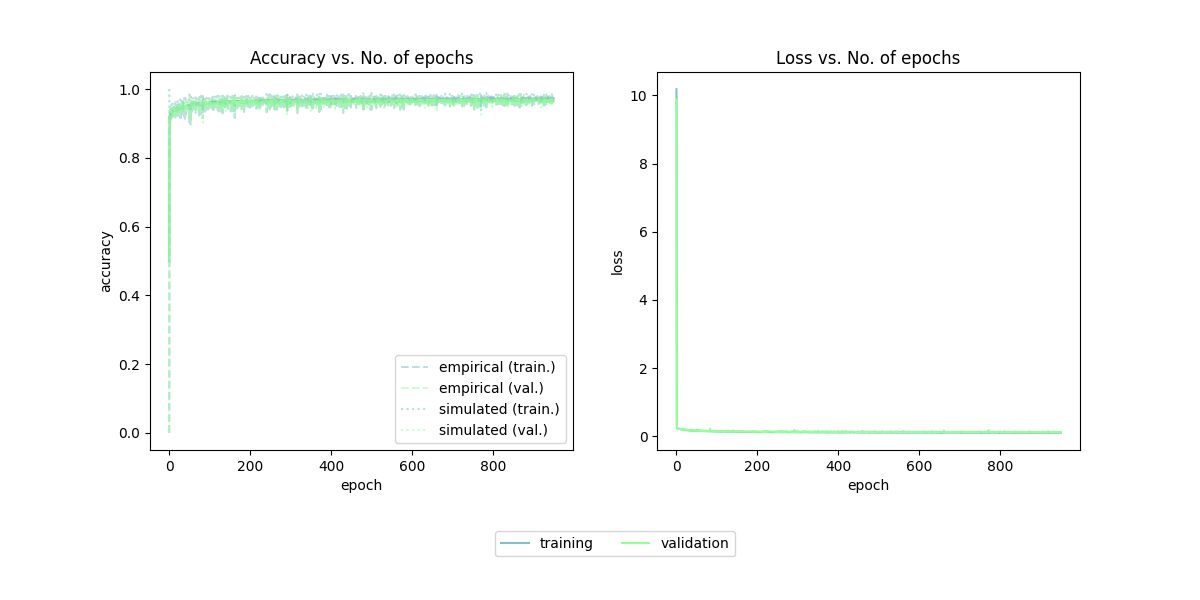 Accuracy vs. No. of epochs
1.0
0.8
0.6
0.4
0.2
0.0
accuracy
0
200
400
600
800
epoch
empirical (train.)
empirical (val.)
simulated (train.)
simulated (val.)
Loss vs. No. of epochs
10
8
6
4
2
0
loss
0
200
400
600
800
epoch
training
validation